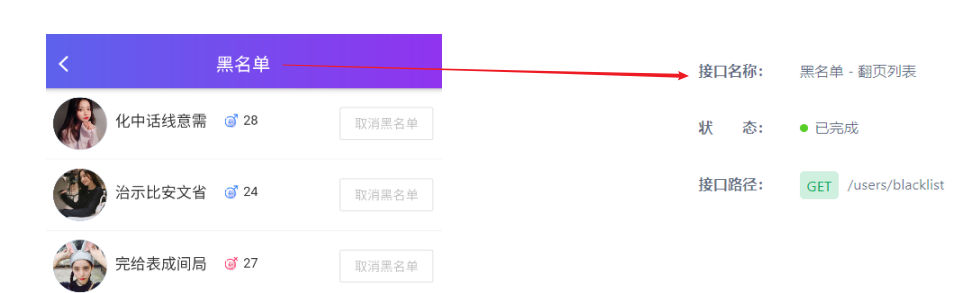 黑名单
化中话线意需 28
取消黑名单
治示比安文省 24
取消黑名单
完给表成间局 27
取消黑名单
接口名称： 黑名单 - 翻页列表
状 态： 已完成
接口路径： GET /users/blacklist